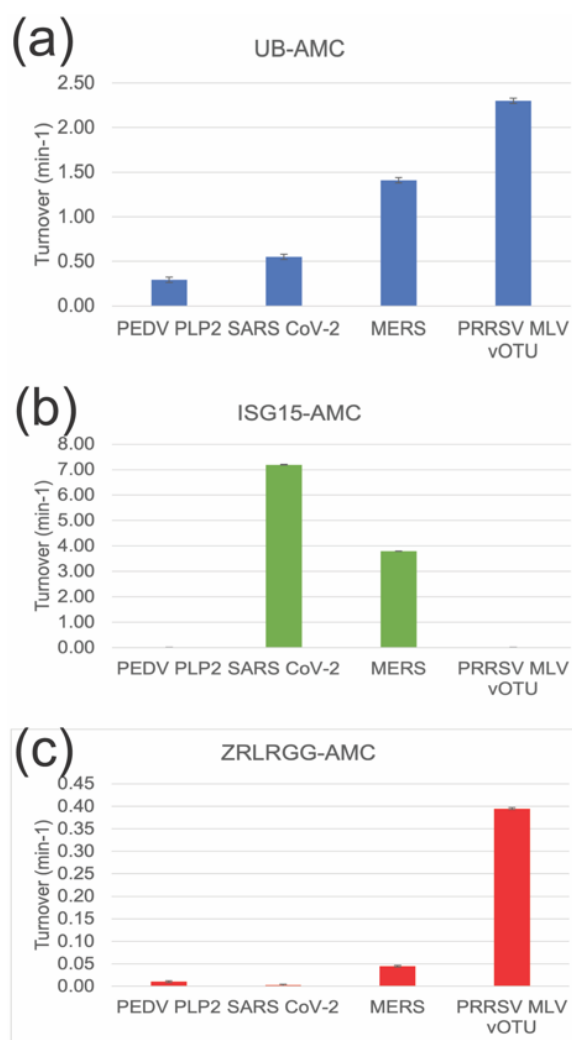 (a)
UB-AMC
Turnover (min-1)
2.50
2.00
1.50
1.00
0.50
0.00
PEDV PLP2 SARS CoV-2 MERS PRRSV MLV
vOTU
(b)
ISG15-AMC
Turnover (min-1)
8.00
7.00
6.00
5.00
4.00
3.00
2.00
1.00
0.00
PEDV PLP2 SARS CoV-2 MERS PRRSV MLV
vOTU
(c)
ZRLRGG-AMC
Turnover (min-1)
0.45
0.40
0.35
0.30
0.25
0.20
0.15
0.10
0.05
0.00
PEDV PLP2 SARS CoV-2 MERS PRRSV MLV
vOTU